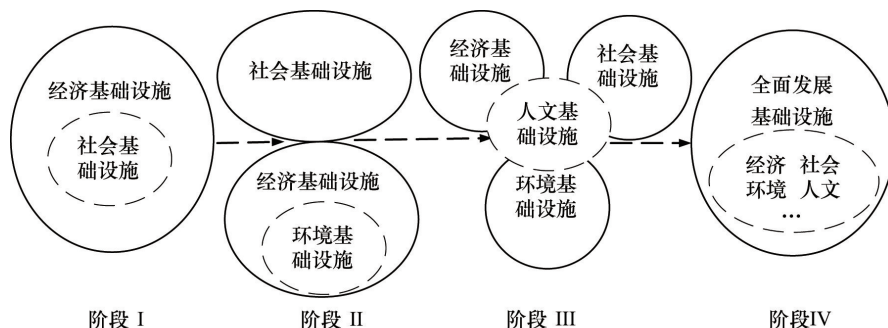 经济基础设施
社会基
础设施
社会基础设施
经济基础设施
环境基
础设施
经济基
础设施
社会基
础设施
人文基
础设施
环境基
础设施
全面发展
基础设施
经济 社会
环境 人文
...
阶段 I
阶段 II
阶段 III
阶段IV